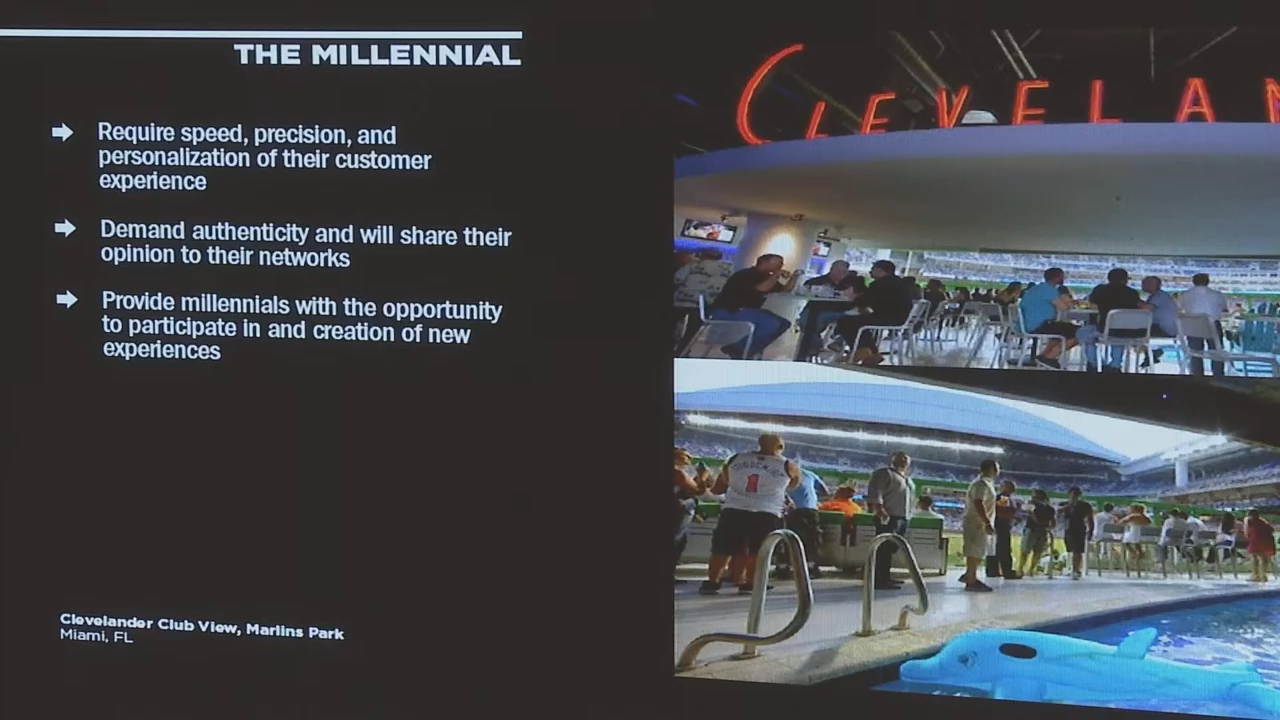 THE MILLENNIAL
Require speed, precision, and
personalization of their customer
experience
Demand authenticity and will share their
opinion to their networks
Provide millennials with the opportunity
to participate in and creation of new
experiences
Clevelander Club View, Marlins Park
Miami, FL
CLEVELAN
1